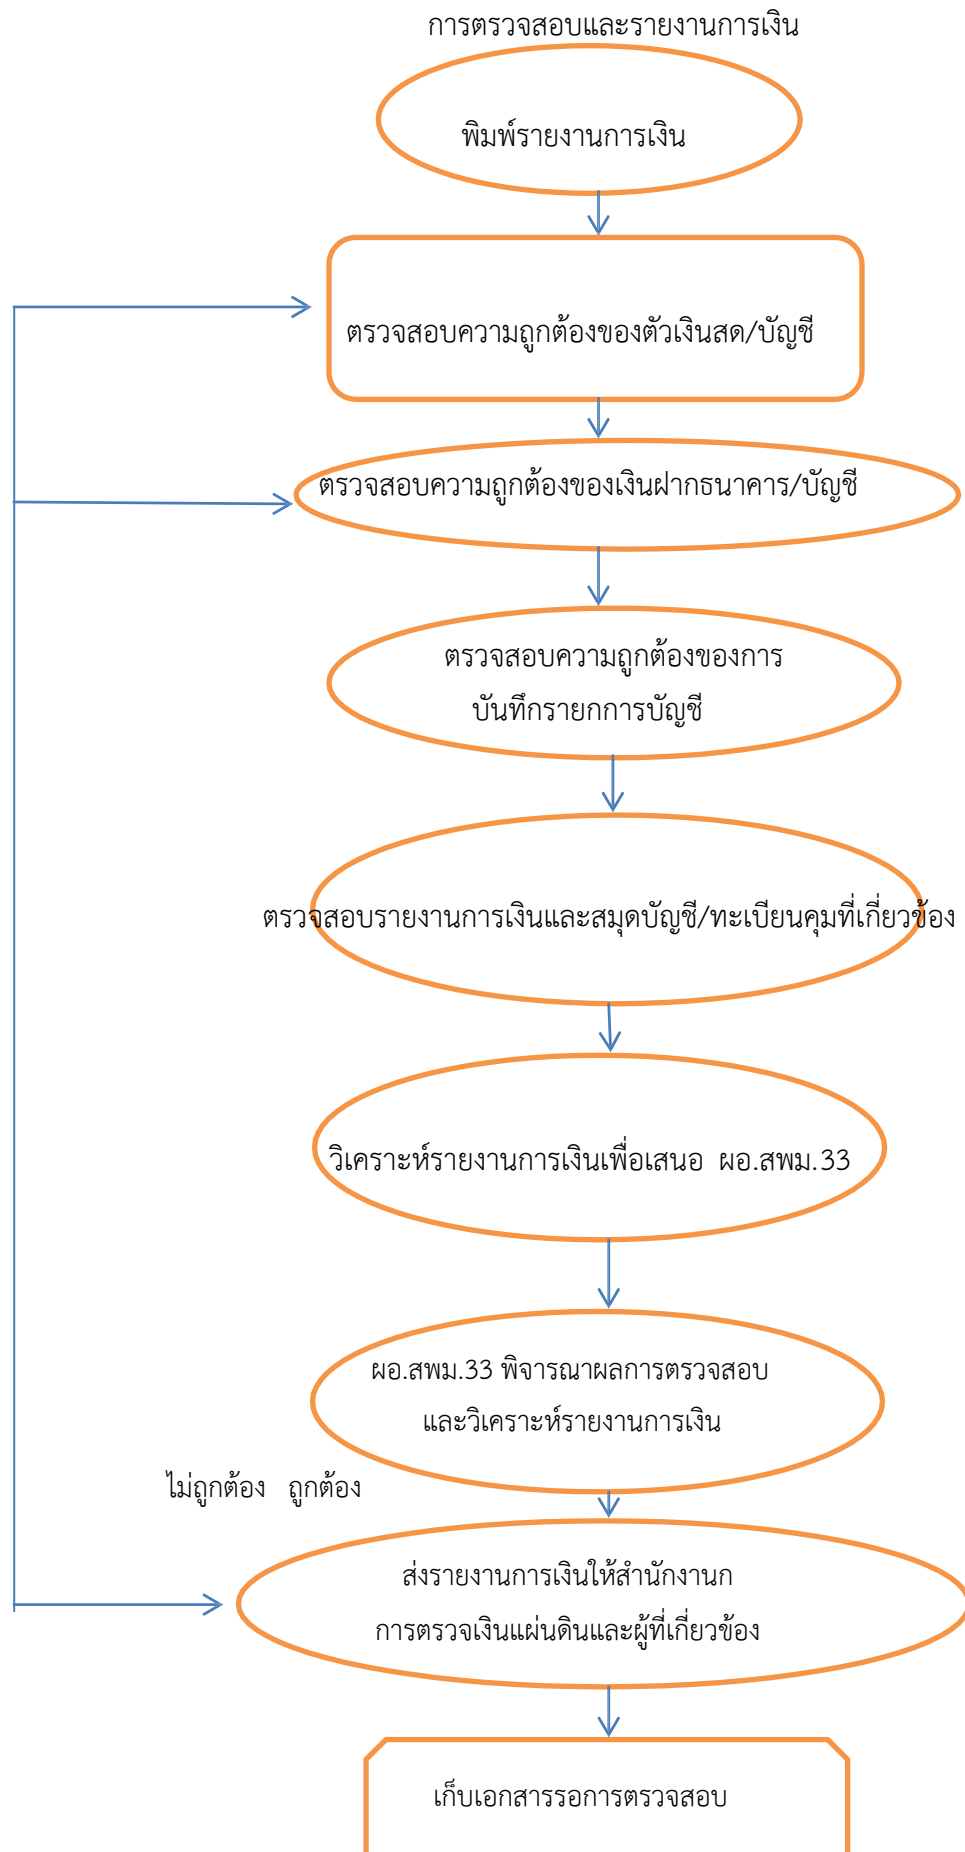 การตรวจสอบและรายงานการเงิน
พิมพ์รายงานการเงิน
ตรวจสอบความถูกต้องของตัวเงินสด/บัญชี
ตรวจสอบความถูกต้องของเงินฝากธนาคาร/บัญชี
ตรวจสอบความถูกต้องของการ
บันทึกรายกการบัญชี
ตรวจสอบรายงานการเงินและสมุดบัญชี/ทะเบียนคุมที่เกี่ยวข้อง
วิเคราะห์รายงานการเงินเพื่อเสนอ ผอ.สพม.33
ผอ.สพม.33 พิจารณาผลการตรวจสอบ
และวิเคราะห์รายงานการเงิน
ไม่ถูกต้อง ถูกต้อง
ส่งรายงานการเงินให้สำนักงานก
การตรวจเงินแผ่นดินและผู้ที่เกี่ยวข้อง
เก็บเอกสารรอการตรวจสอบ